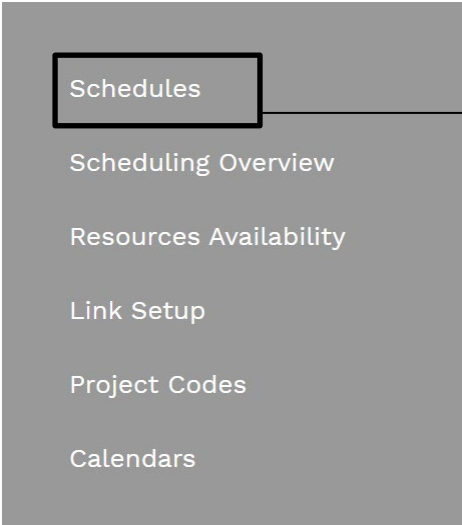 Schedules
Scheduling Overview
Resources Availability
Link Setup
Project Codes
Calendars